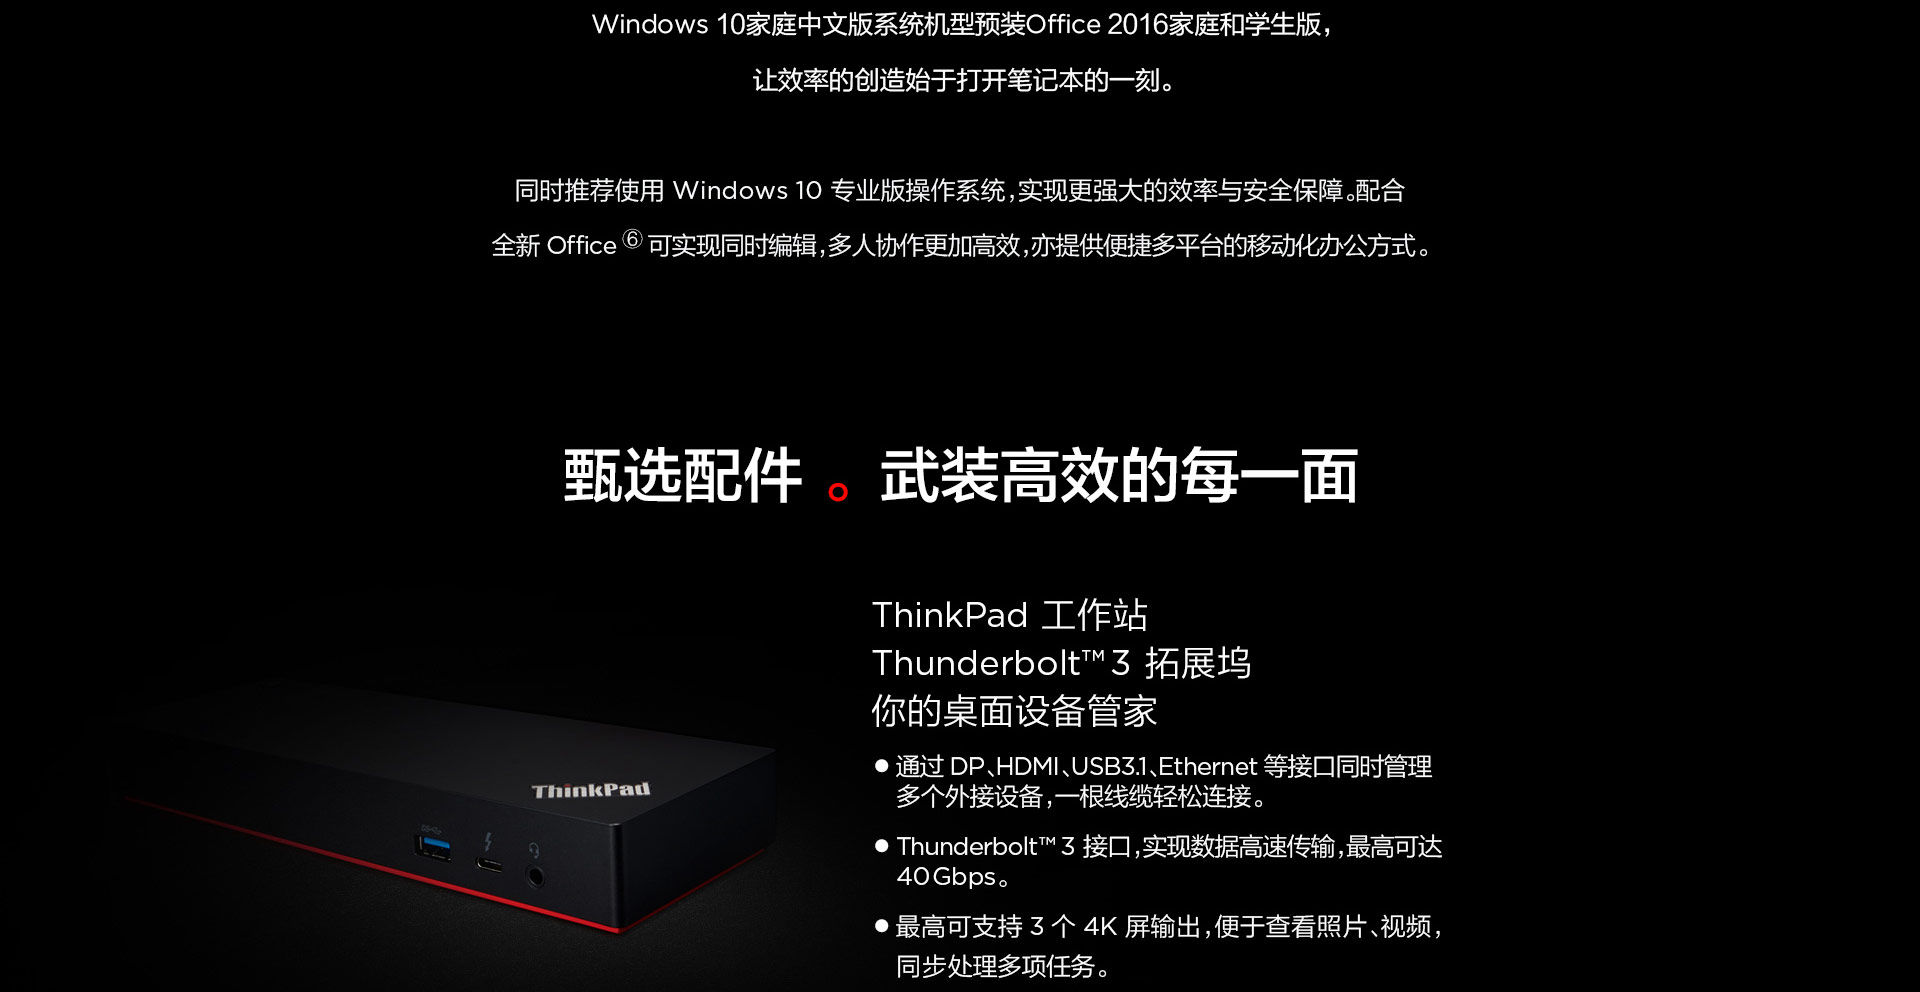 Windows 10家庭中文版系统机型预装Office 2016家庭和学生版，
让效率的创造始于打开笔记本的一刻。
同时推荐使用 Windows 10 专业版操作系统，实现更强大的效率与安全保障。配合
全新 Office ⑥ 可实现同时编辑，多人协作更加高效，亦提供便捷多平台的移动化办公方式。
甄选配件 。武装高效的每一面
ThinkPad 工作站
Thunderbolt™ 3 拓展坞
你的桌面设备管家
● 通过 DP、HDMI、USB3.1、Ethernet 等接口同时管理
多个外接设备，一根线缆轻松连接。
● Thunderbolt™ 3 接口，实现数据高速传输，最高可达
40Gbps。
● 最高可支持 3 个 4K 屏输出，便于查看照片、视频，
同步处理多项任务。
ThinkPad